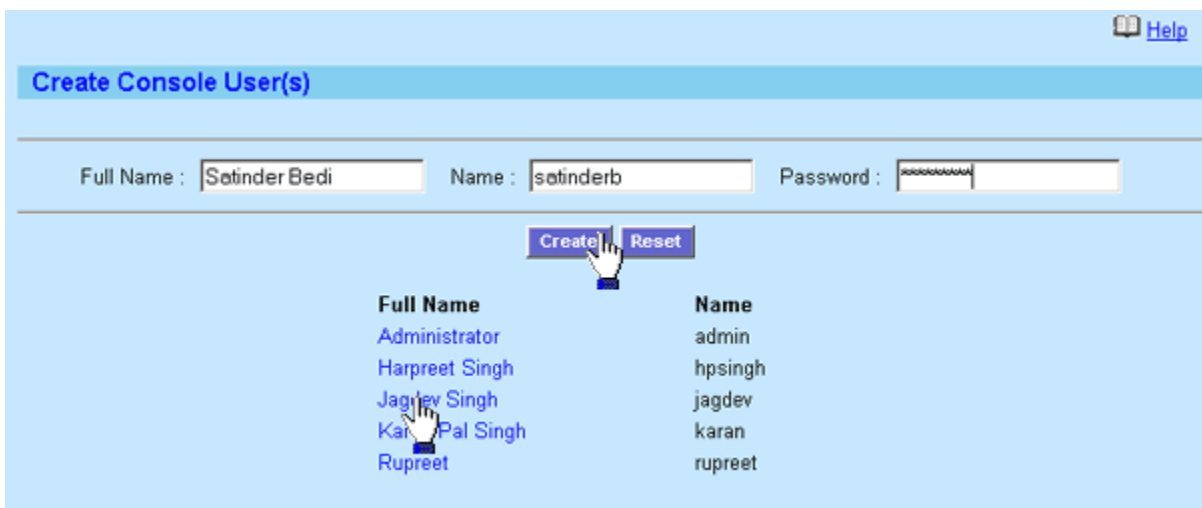 Help
Create Console User(s)
Full Name : Satinder Bedi Name : satinderb Password : *********
Create Reset
Full Name Name
Administrator admin
Harpreet Singh hpsingh
Jagdev Singh jagdev
Pal Singh karan
Rupreet rupreet